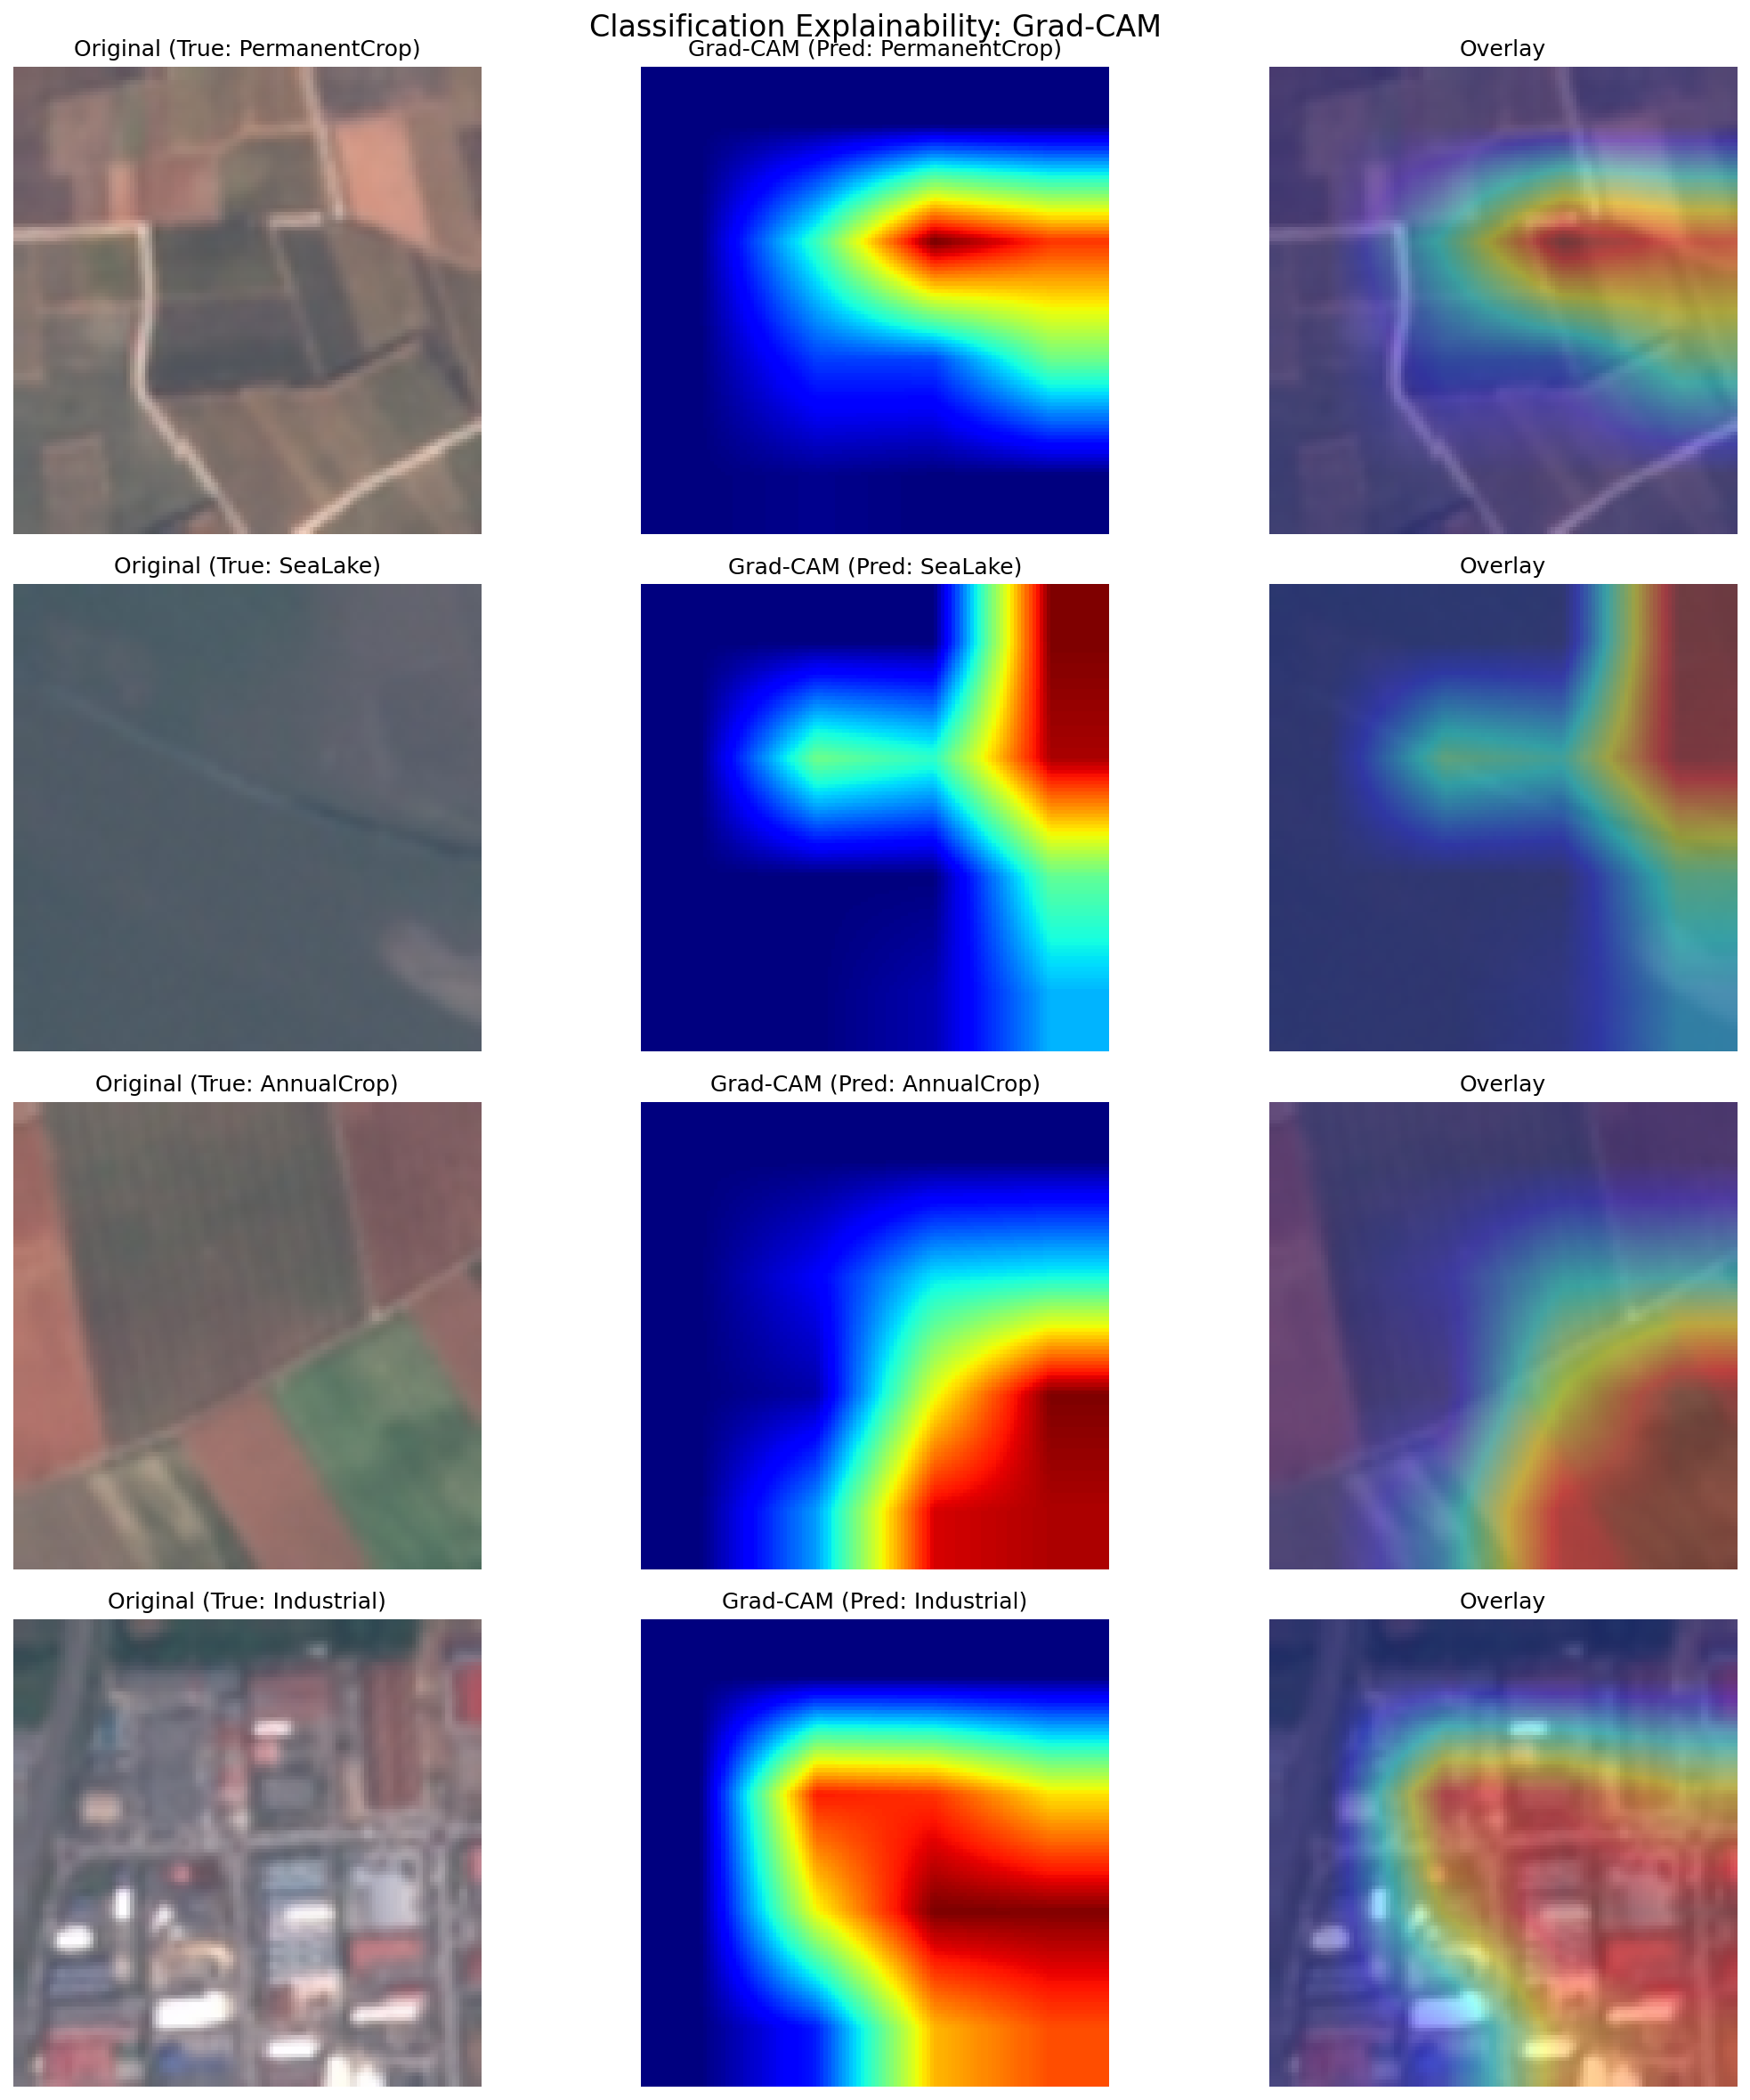 Classification Explainability: Grad-CAM
Original (True: PermanentCrop)
Grad-CAM (Pred: PermanentCrop)
Overlay
Original (True: SeaLake)
Grad-CAM (Pred: SeaLake)
Overlay
Original (True: AnnualCrop)
Grad-CAM (Pred: AnnualCrop)
Overlay
Original (True: Industrial)
Grad-CAM (Pred: Industrial)
Overlay